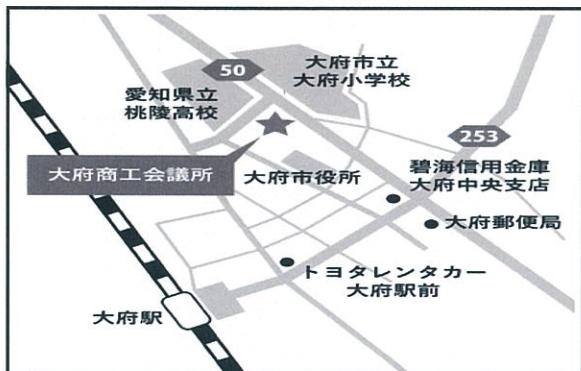 50
大府市立
大府小学校
愛知県立
桃陵高校
253
大府商工会議所
大府市役所
碧海信用金庫
大府中央支店
大府郵便局
トヨタレンタカー
大府駅前
大府駅